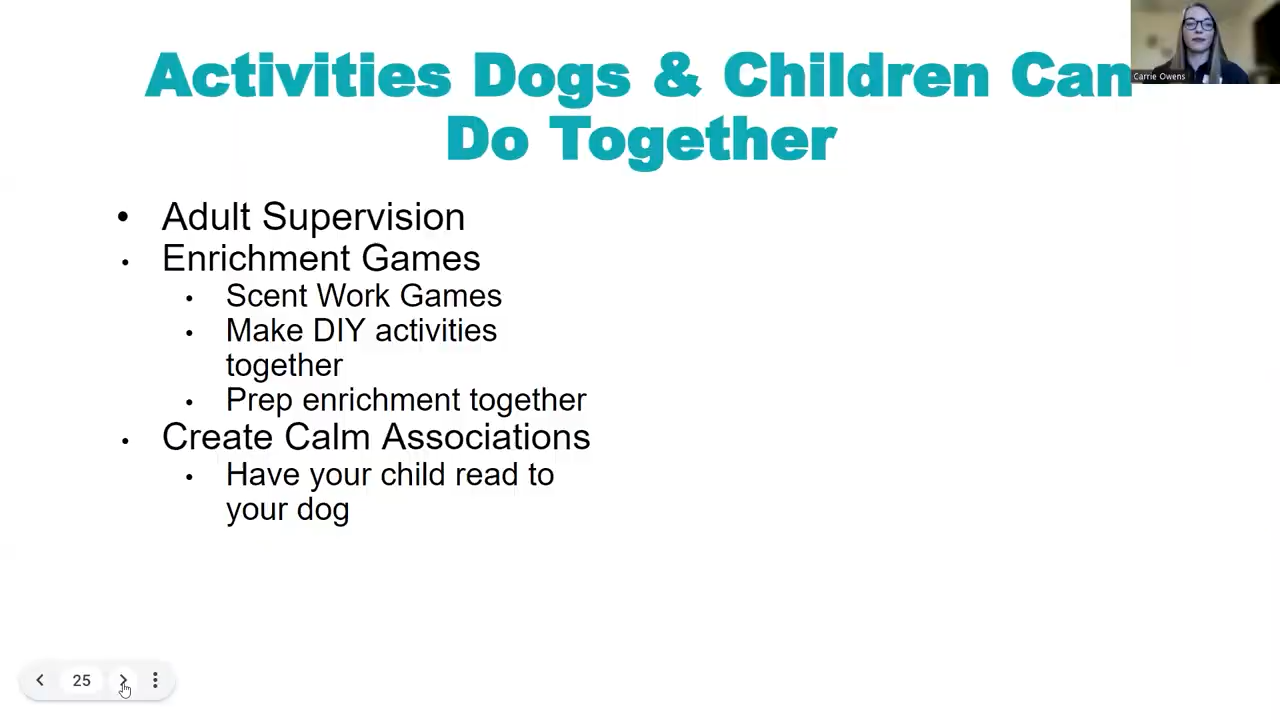 Activities Dogs & Children Can
Do Together
Carrie Owens
• Adult Supervision
• Enrichment Games
• Scent Work Games
• Make DIY activities
together
• Prep enrichment together
• Create Calm Associations
• Have your child read to
your dog
25